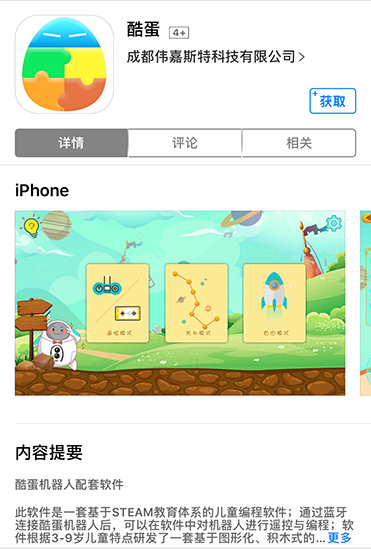 酷蛋 4+
成都伟嘉斯特科技有限公司 >
+ 获取
详情 评论 相关
iPhone
遥控模式 关卡模式 自由模式
内容提要
酷蛋机器人配套软件
此软件是一套基于STEAM教育体系的儿童编程软件；通过蓝牙
连接酷蛋机器人后，可以在软件中对机器人进行遥控与编程；软
件根据3-9岁儿童特点研发了一套基于图形化、积木式的... 更多